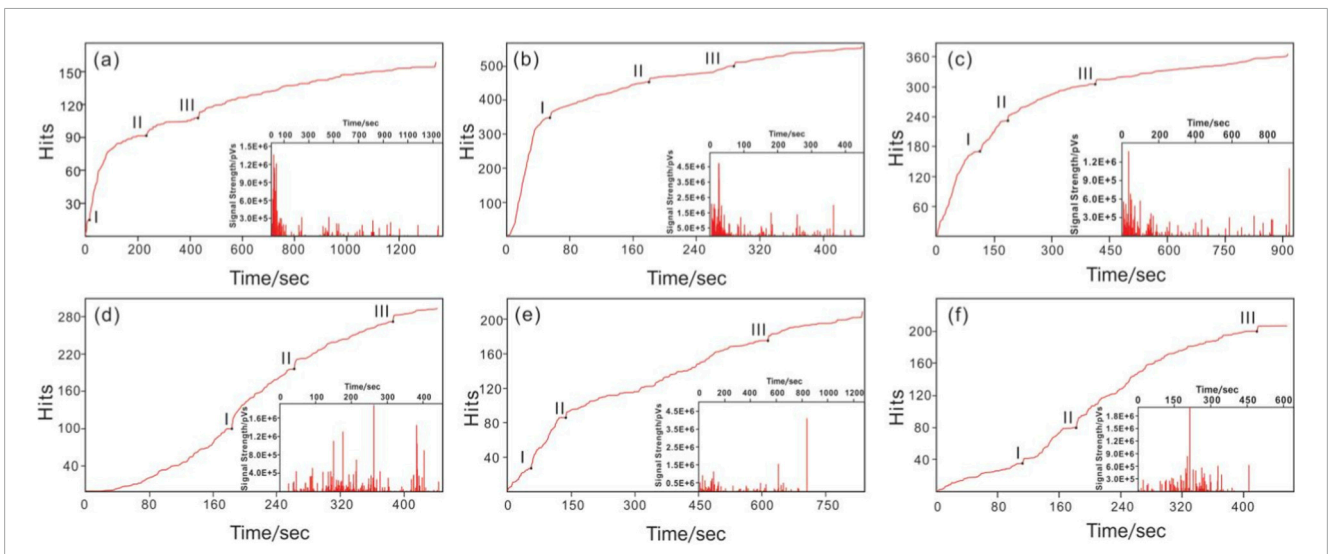 (a)
Hits
150
120
90
60
30
I
II
III
0 200 400 600 800 1000 1200
Time/sec
Time/sec
0 100 300 500 700 900 1100 1300
Signal Strength/pVs
1.5E+6
1.2E+6
9.0E+5
6.0E+5
3.0E+5
(b)
Hits
500
400
300
200
100
I
II
III
0 80 160 240 320 400
Time/sec
Time/sec
0 100 200 300 400
Signal Strength/pVs
4.5E+6
3.5E+6
2.5E+6
1.5E+6
5.0E+5
(c)
Hits
360
300
240
180
120
60
I
II
III
0 150 300 450 600 750 900
Time/sec
Time/sec
0 200 400 600 800
Signal Strength/pVs
1.2E+6
9.0E+5
6.0E+5
3.0E+5
(d)
Hits
280
220
160
100
40
I
II
III
0 80 160 240 320 400
Time/sec
Time/sec
0 100 200 300 400
Signal Strength/pVs
1.6E+6
1.2E+6
8.0E+5
4.0E+5
(e)
Hits
200
160
120
80
40
I
II
III
0 150 300 450 600 750
Time/sec
Time/sec
0 200 400 600 800 1000 1200
Signal Strength/pVs
4.5E+6
3.5E+6
2.5E+6
1.5E+6
0.5E+6
(f)
Hits
200
160
120
80
40
0
I
II
III
0 80 160 240 320 400
Time/sec
Time/sec
0 150 300 450 600
Signal Strength/pVs
1.8E+6
1.5E+6
1.2E+6
9.0E+5
6.0E+5
3.0E+5